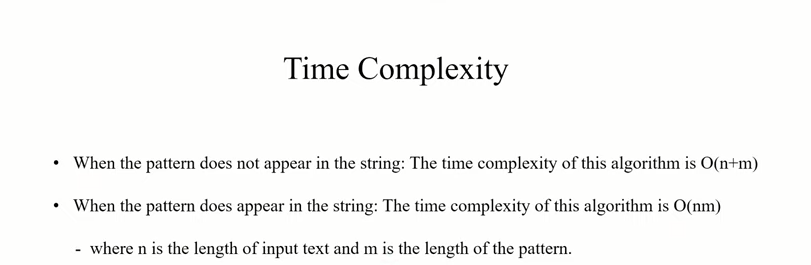 Time Complexity
• When the pattern does not appear in the string: The time complexity of this algorithm is O(n+m)
• When the pattern does appear in the string: The time complexity of this algorithm is O(nm)
- where n is the length of input text and m is the length of the pattern.